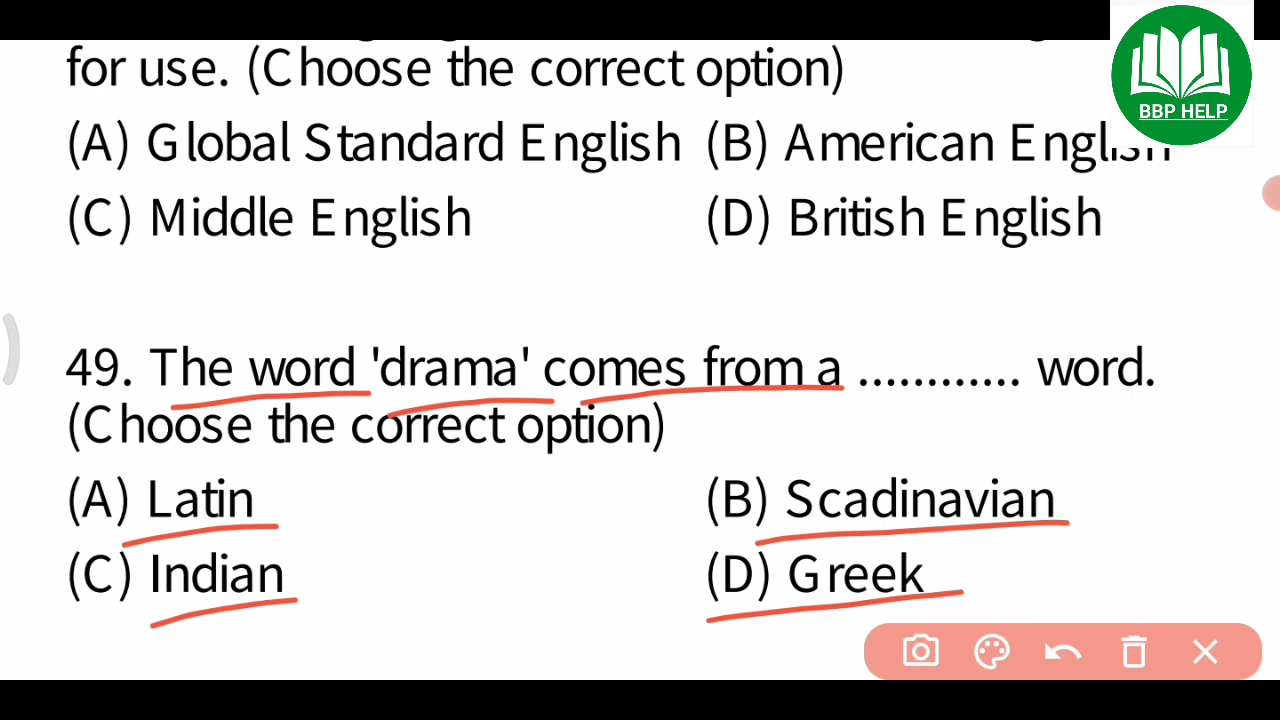 for use. (Choose the correct option)
(A) Global Standard English (B) American English
(C) Middle English (D) British English
BBP HELP
49. The word 'drama' comes from a ............ word.
(Choose the correct option)
(A) Latin (B) Scadinavian
(C) Indian (D) Greek